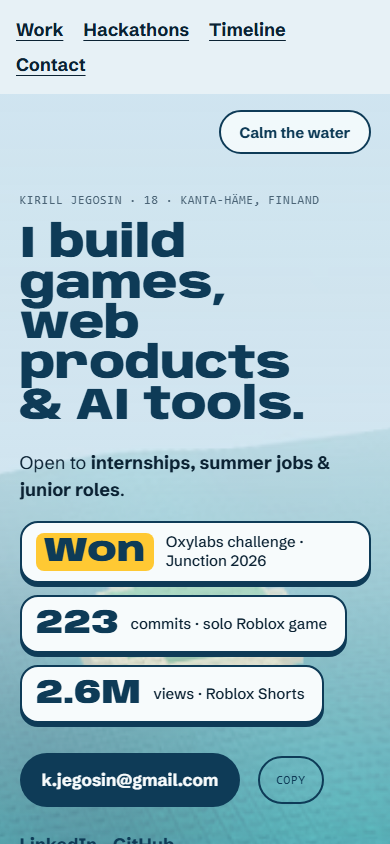 Work Hackathons Timeline
Contact
Calm the water
KIRILL JEGOSIN · 18 · KANTA-HÄME, FINLAND
I build
games,
web
products
& AI tools.
Open to internships, summer jobs &
junior roles.
Won Oxylabs challenge ·
Junction 2026
223 commits · solo Roblox game
2.6M views · Roblox Shorts
k.jegosin@gmail.com COPY
LinkedIn GitHub